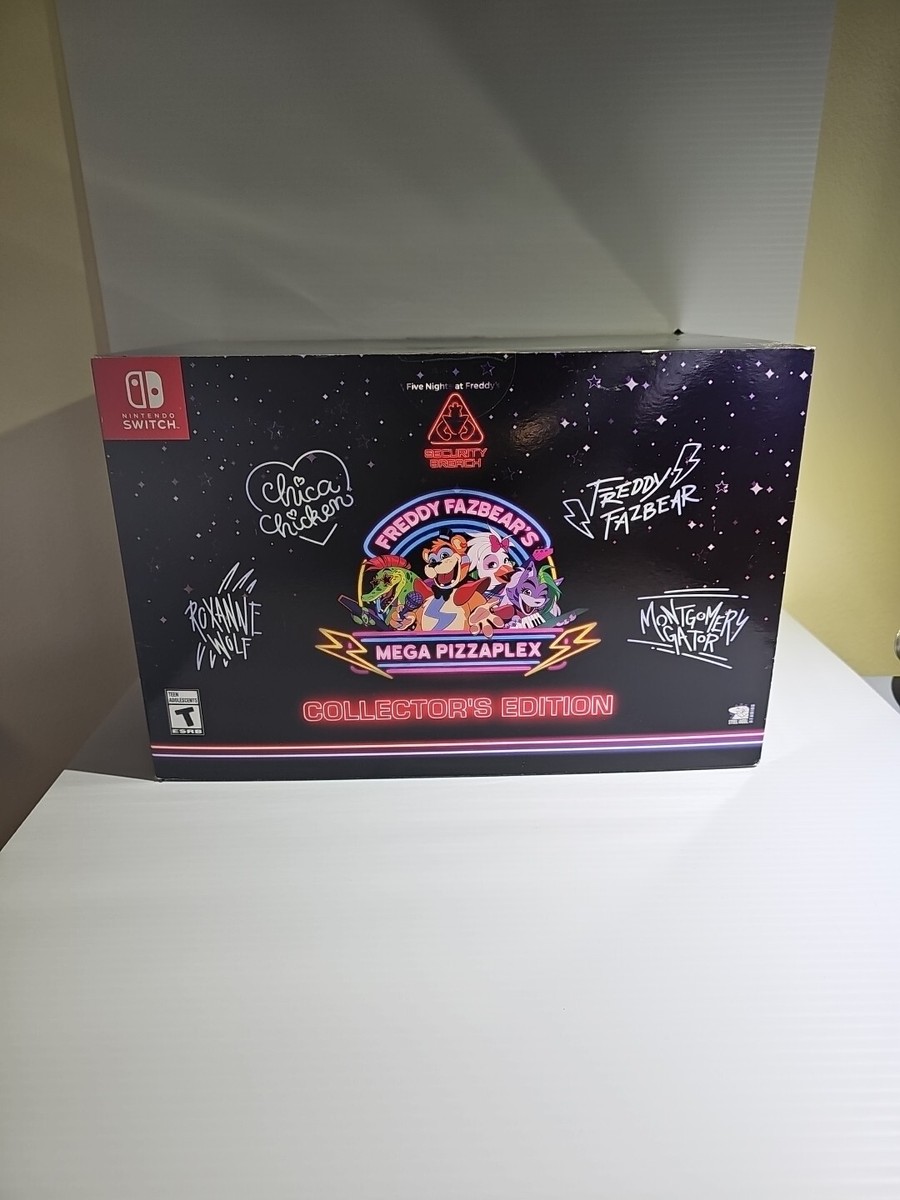 NINTENDO
SWITCH
Five Nights at Freddy's
SECURITY
BREACH
Chica
Chicken
FREDDY
FAZBEAR
FREDDY FAZBEAR'S
ROXANNE
WOLF
MONTGOMERY
GATOR
MEGA PIZZAPLEX
COLLECTOR'S EDITION
TEEN
ADOLESCENTS
T
ESRB